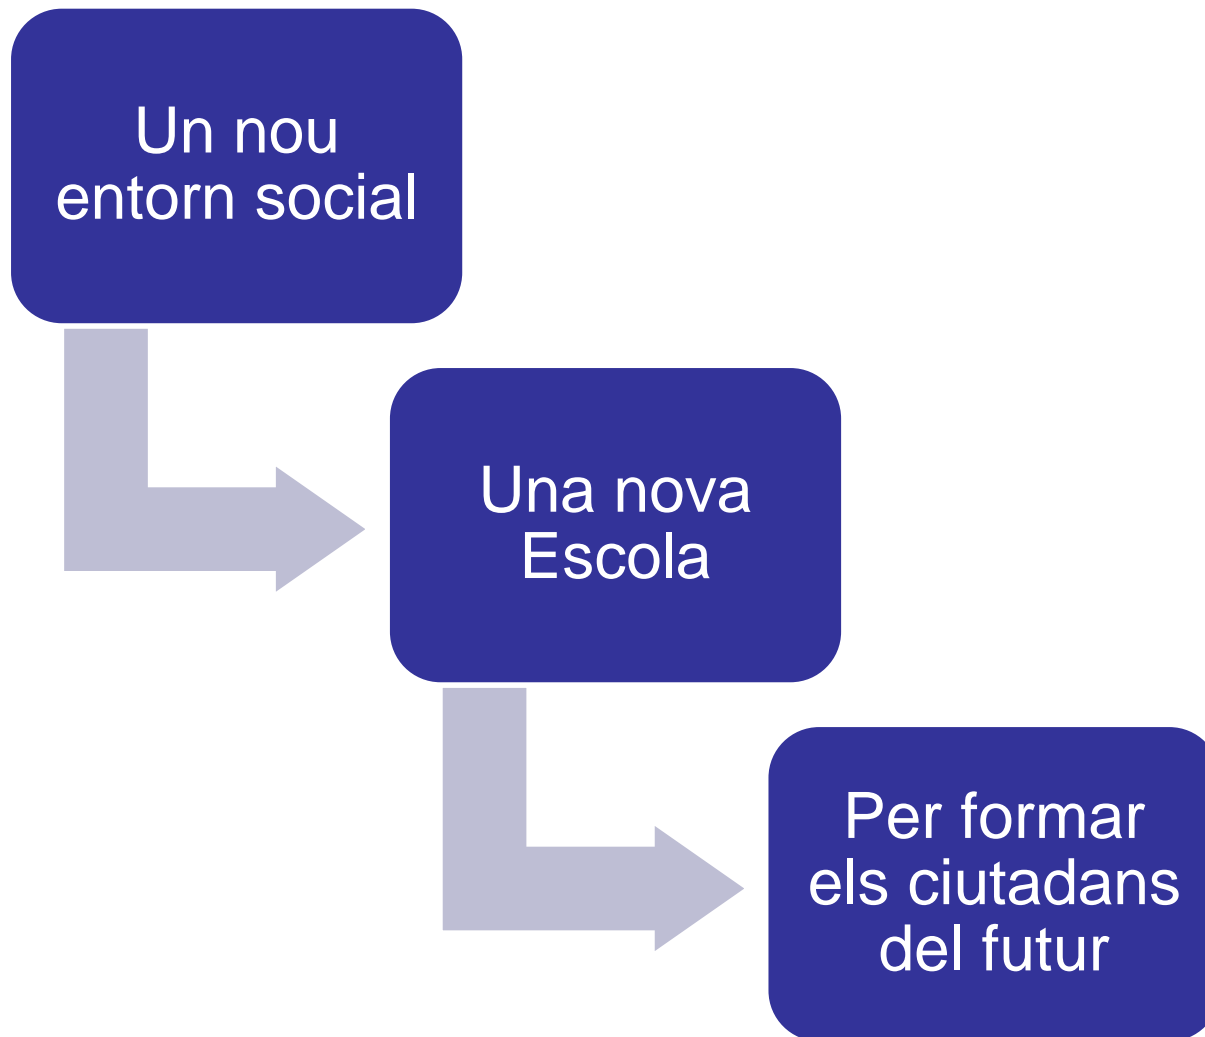 Un nou
entorn social
Una nova
Escola
Per formar
els ciutadans
del futur